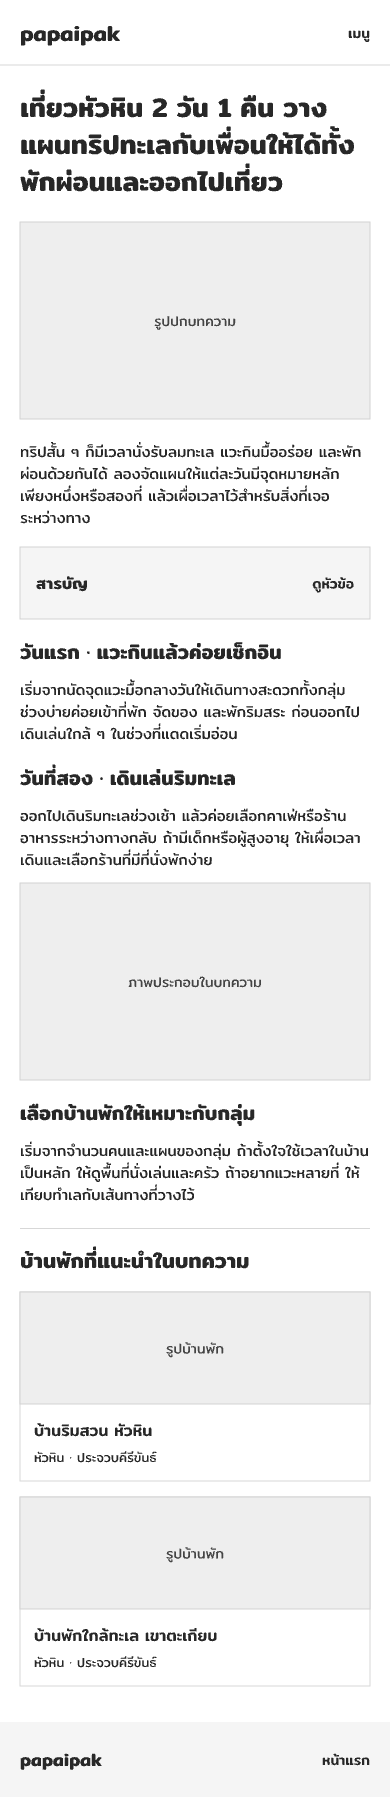 papaipak
เมนู
เที่ยวหัวหิน 2 วัน 1 คืน วาง
แผนทริปทะเลกับเพื่อนให้ได้ทั้ง
พักผ่อนและออกไปเที่ยว
รูปปกบทความ
ทริปสั้น ๆ ก็มีเวลานั่งรับลมทะเล แวะกินมื้ออร่อย และพัก
ผ่อนด้วยกันได้ ลองจัดแผนให้แต่ละวันมีจุดหมายหลัก
เพียงหนึ่งหรือสองที่ แล้วเผื่อเวลาไว้สำหรับสิ่งที่เจอ
ระหว่างทาง
สารบัญ
ดูหัวข้อ
วันแรก · แวะกินแล้วค่อยเช็กอิน
เริ่มจากนัดจุดแวะมื้อกลางวันให้เดินทางสะดวกทั้งกลุ่ม
ช่วงบ่ายค่อยเข้าที่พัก จัดของ และพักริมสระ ก่อนออกไป
เดินเล่นใกล้ ๆ ในช่วงที่แดดเริ่มอ่อน
วันที่สอง · เดินเล่นริมทะเล
ออกไปเดินริมทะเลช่วงเช้า แล้วค่อยเลือกคาเฟ่หรือร้าน
อาหารระหว่างทางกลับ ถ้ามีเด็กหรือผู้สูงอายุ ให้เผื่อเวลา
เดินและเลือกร้านที่มีที่นั่งพักง่าย
ภาพประกอบในบทความ
เลือกบ้านพักให้เหมาะกับกลุ่ม
เริ่มจากจำนวนคนและแผนของกลุ่ม ถ้าตั้งใจใช้เวลาในบ้าน
เป็นหลัก ให้ดูพื้นที่นั่งเล่นและครัว ถ้าอยากแวะหลายที่ ให้
เทียบทำเลกับเส้นทางที่วางไว้
บ้านพักที่แนะนำในบทความ
รูปบ้านพัก
บ้านริมสวน หัวหิน
หัวหิน · ประจวบคีรีขันธ์
รูปบ้านพัก
บ้านพักใกล้ทะเล เขาตะเกียบ
หัวหิน · ประจวบคีรีขันธ์
papaipak
หน้าแรก